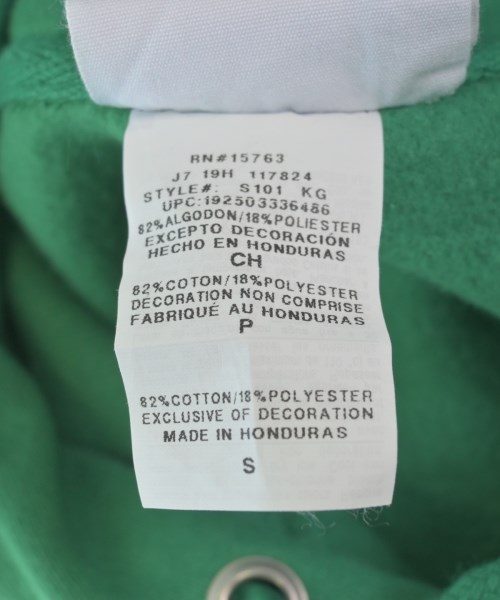 RN#15763
J7 19H 117824
STYLE#: S101 KG
UPC:192503336486
82%ALGODON/18%POLIESTER
EXCEPTO DECORACIÓN
HECHO EN HONDURAS
CH
82%COTON/18%POLYESTER
DECORATION NON COMPRISE
FABRIQUÉ AU HONDURAS
P
82%COTTON/18%POLYESTER
EXCLUSIVE OF DECORATION
MADE IN HONDURAS
S